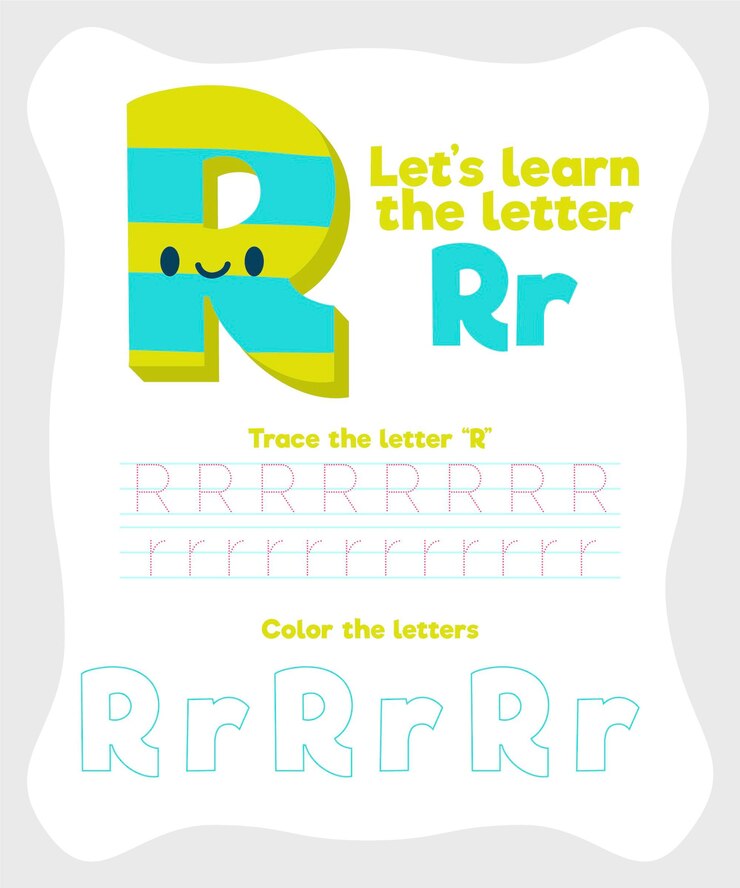 R
Let's learn
the letter
Rr
Trace the letter “R”
R R R R R R R R
r r r r r r r r r r r r
Color the letters
Rr Rr Rr